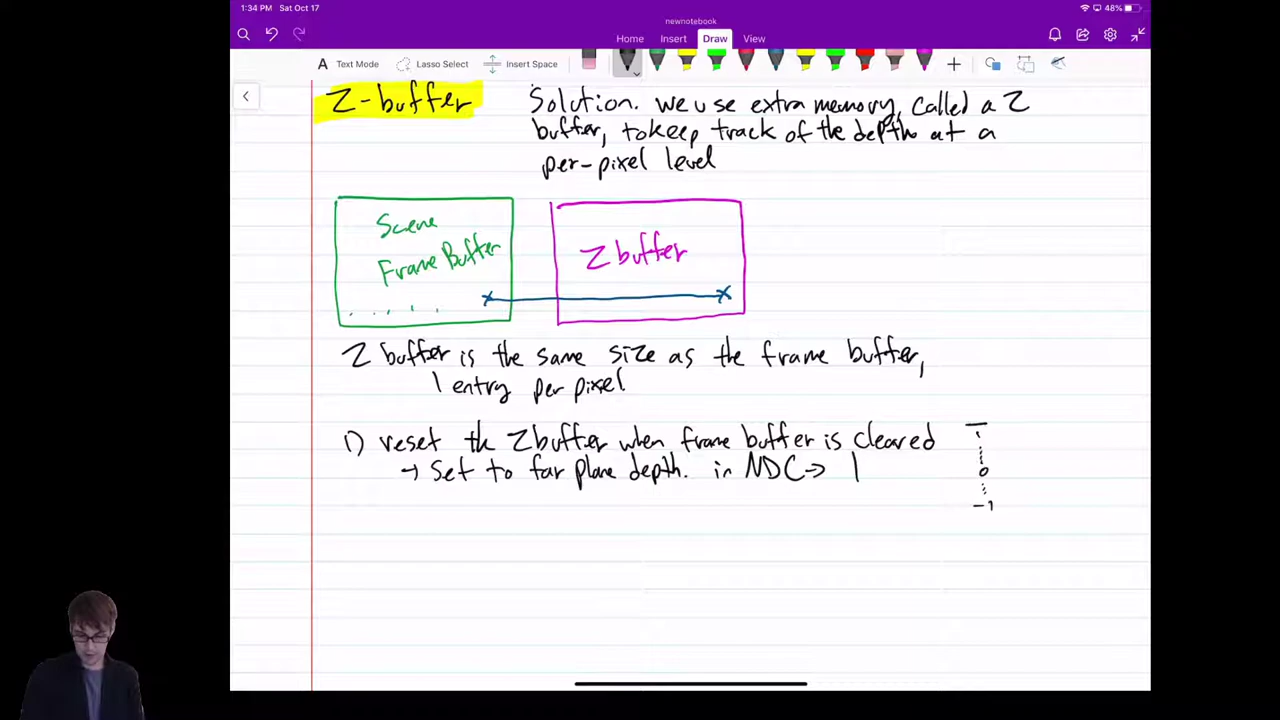 1:34 PM Sat Oct 17
48%
newnotebook
Home Insert Draw View
A Text Mode Lasso Select Insert Space
Z-buffer
Solution. we use extra memory, called a Z
buffer, to keep track of the depth at a
per-pixel level
Scene
Frame Buffer
Z buffer
Z buffer is the same size as the frame buffer,
1 entry per pixel
1) reset the Z buffer when frame buffer is cleared
→ Set to far plane depth. in NDC → 1
1
0
-1